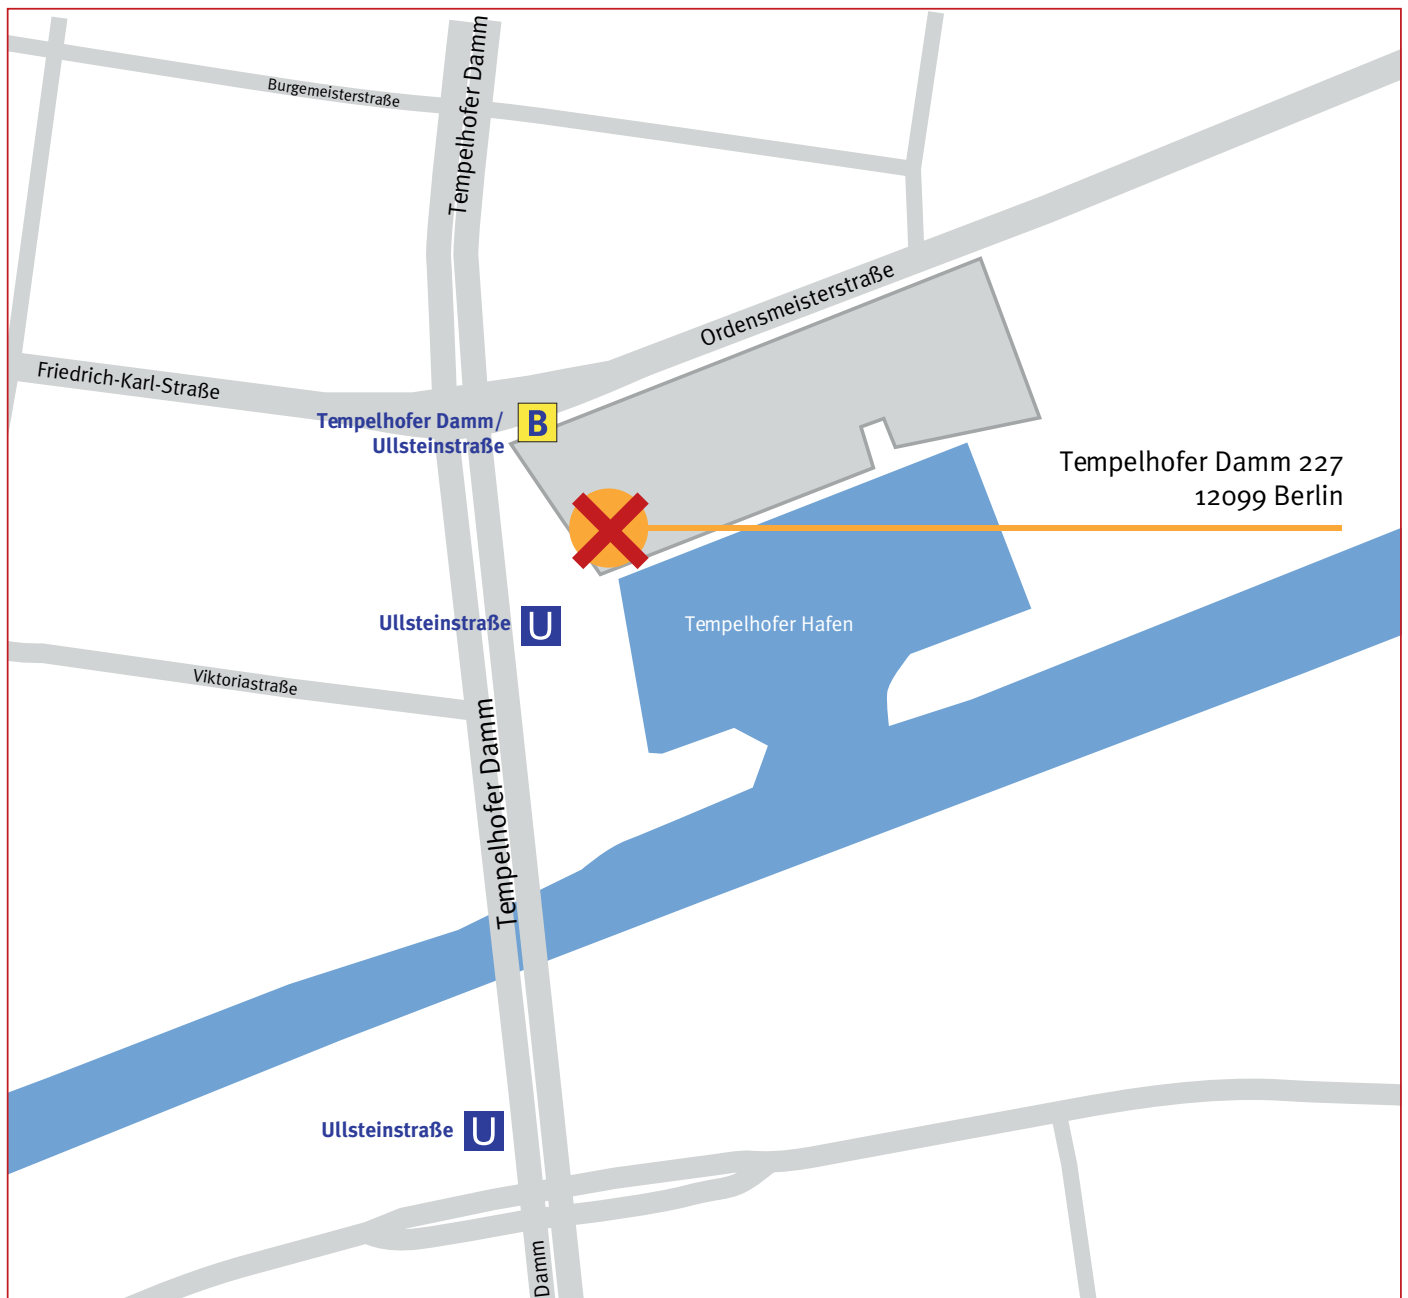 Tempelhofer Damm
Burgemeisterstraße
Ordensmeisterstraße
Friedrich-Karl-Straße
Tempelhofer Damm/
Ullsteinstraße
B
Tempelhofer Damm 227
12099 Berlin
Ullsteinstraße
U
Tempelhofer Hafen
Viktoriastraße
Tempelhofer Damm
Ullsteinstraße
U
Damm